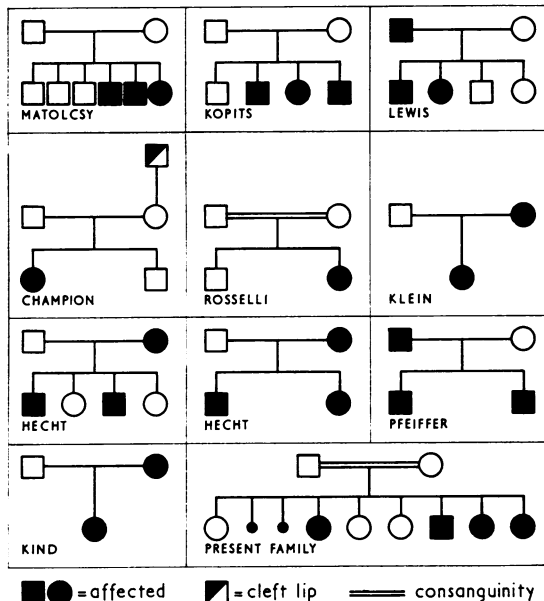 MATOLCSY
KOPITS
LEWIS
CHAMPION
ROSSELLI
KLEIN
HECHT
HECHT
PFEIFFER
KIND
PRESENT FAMILY
=affected
=cleft lip
consanguinity